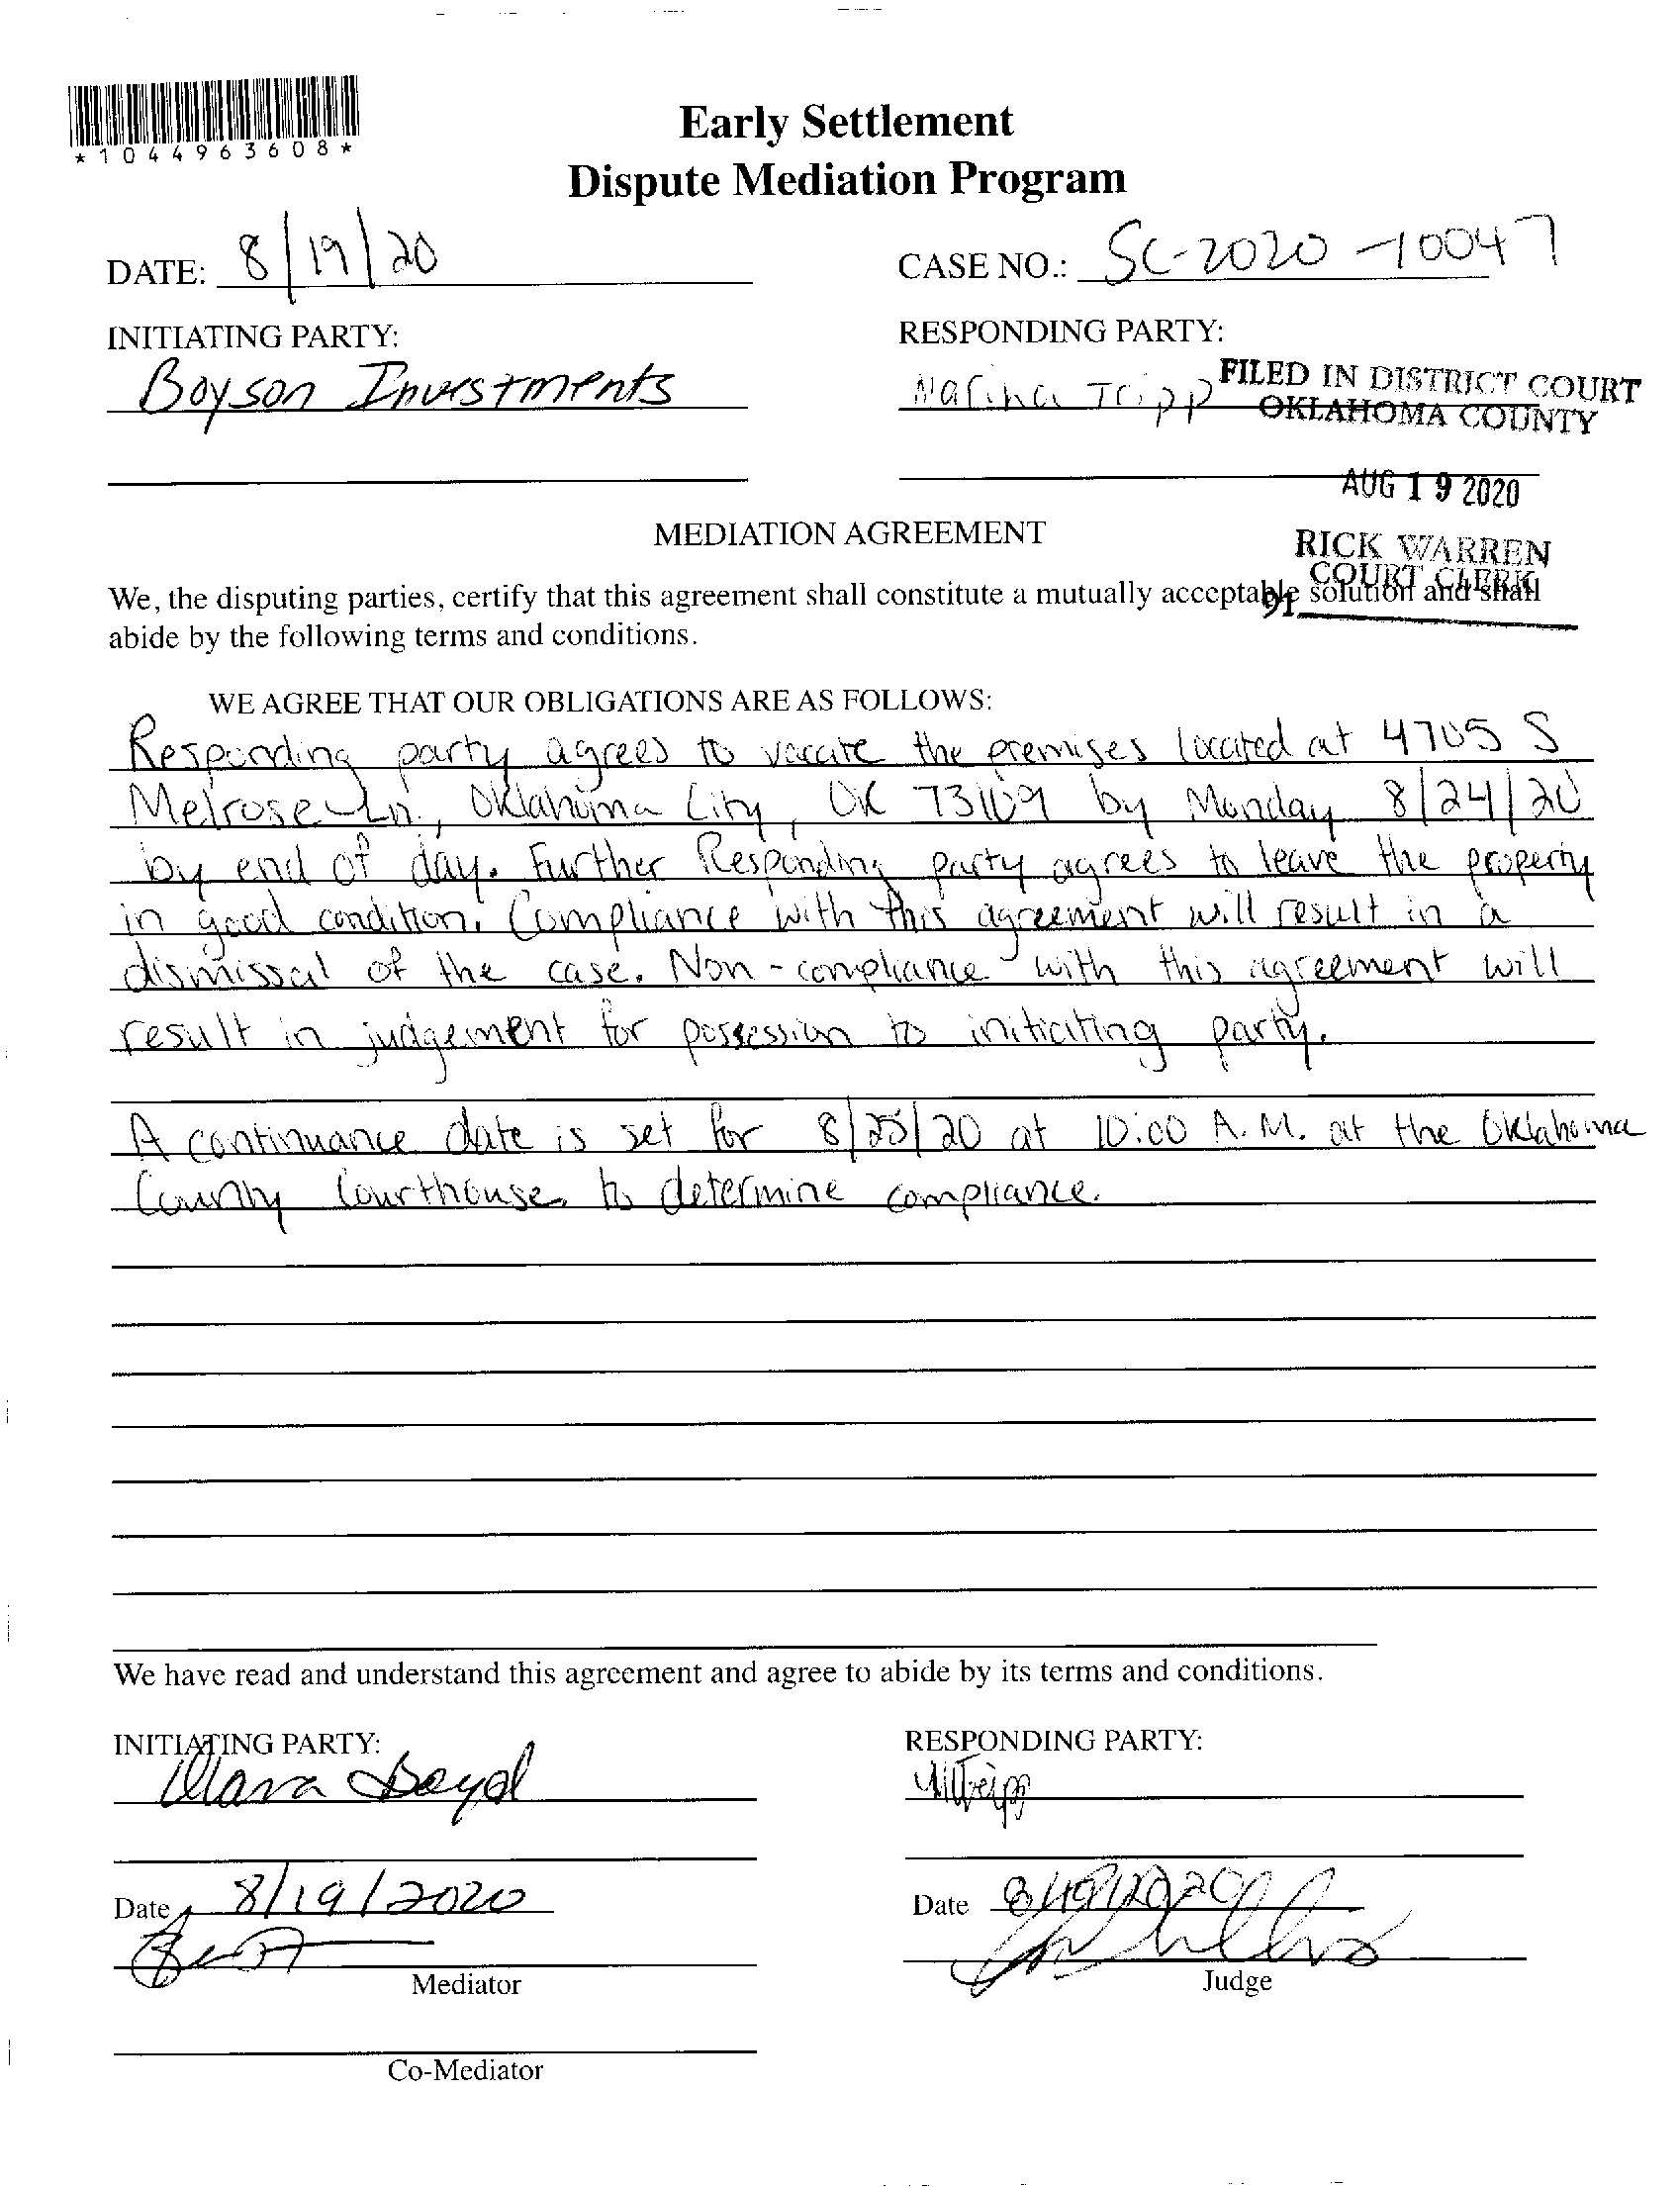 *1044963608*
Early Settlement
Dispute Mediation Program
DATE: 8/19/20
CASE NO.: SC-2020-10047
INITIATING PARTY:
RESPONDING PARTY:
Boyson Investments
Marina Tripp
FILED IN DISTRICT COURT
OKLAHOMA COUNTY
AUG 19 2020
RICK WARREN
COURT CLERK
91
MEDIATION AGREEMENT
We, the disputing parties, certify that this agreement shall constitute a mutually acceptable solution and shall
abide by the following terms and conditions.
WE AGREE THAT OUR OBLIGATIONS ARE AS FOLLOWS:
Responding party agrees to vacate the premises located at 4705 S
Melrose Ln., Oklahoma City, OK 73109 by Monday 8/24/20
by end of day. Further Responding party agrees to leave the property
in good condition. Compliance with this agreement will result in a
dismissal of the case. Non-compliance with this agreement will
result in judgement for possession to initiating party.
A continuance date is set for 8/25/20 at 10:00 A.M. at the Oklahoma
County Courthouse, to determine compliance.
We have read and understand this agreement and agree to abide by its terms and conditions.
INITIATING PARTY:
RESPONDING PARTY:
Boyd
Date 8/19/2020
Date 8/19/2020
Mediator
Judge
Co-Mediator